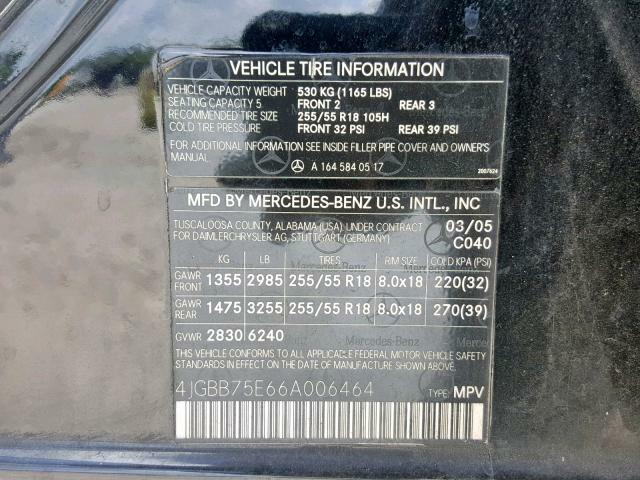 VEHICLE TIRE INFORMATION
VEHICLE CAPACITY WEIGHT 530 KG (1165 LBS)
SEATING CAPACITY 5 FRONT 2 REAR 3
RECOMMENDED TIRE SIZE 255/55 R18 105H
COLD TIRE PRESSURE FRONT 32 PSI REAR 39 PSI
FOR ADDITIONAL INFORMATION SEE INSIDE FILLER PIPE COVER AND OWNER'S
MANUAL
A 164 584 05 17
2007624
MFD BY MERCEDES-BENZ U.S. INTL., INC
TUSCALOOSA COUNTY, ALABAMA (USA) UNDER CONTRACT 03/05
FOR DAIMLERCHRYSLER AG, STUTTGART (GERMANY) C040
KG LB TIRES RIM SIZE COLD KPA (PSI)
GAWR FRONT 1355 2985 255/55 R18 8.0x18 220(32)
GAWR REAR 1475 3255 255/55 R18 8.0x18 270(39)
GVWR 2830 6240
THIS VEHICLE CONFORMS TO ALL APPLICABLE FEDERAL MOTOR VEHICLE SAFETY
STANDARDS IN EFFECT ON THE DATE OF MANUFACTURE SHOWN ABOVE.
4JGBB75E66A006464
TYPE: MPV
Mercedes-Benz
Mercedes-Benz